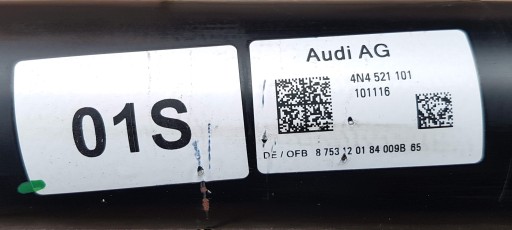 01S
Audi AG
4N4 521 101
101116
DE / OFB 8 753 12 01 84 009B 65